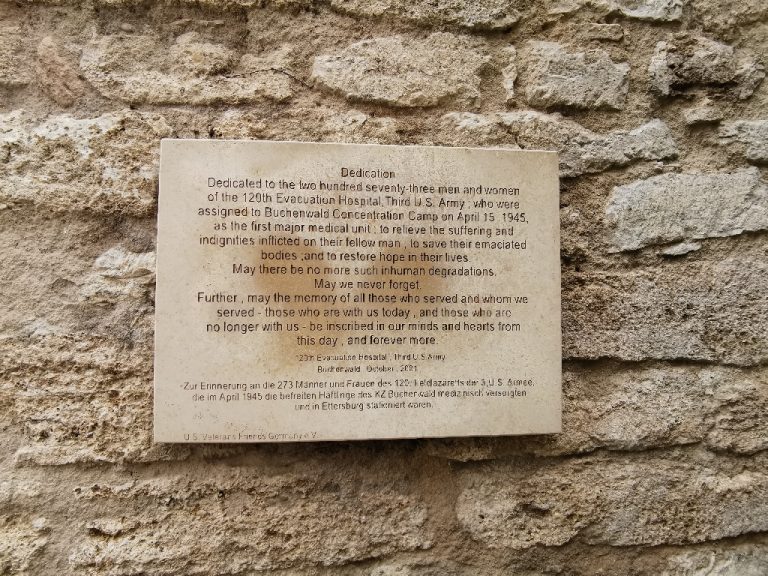 Dedication
Dedicated to the two hundred seventy-three men and women
of the 120th Evacuation Hospital, Third U.S. Army ; who were
assigned to Buchenwald Concentration Camp on April 15, 1945,
as the first major medical unit ; to relieve the suffering and
indignities inflicted on their fellow man , to save their emaciated
bodies ;and to restore hope in their lives.
May there be no more such inhuman degradations.
May we never forget.
Further , may the memory of all those who served and whom we
served - those who are with us today , and those who are
no longer with us - be inscribed in our minds and hearts from
this day , and forever more.
120th Evacuation Hospital , Third U.S Army
Buchenwald , October , 2021
Zur Erinnerung an die 273 Männer und Frauen des 120. Feldlazaretts der 3.U.S. Armee,
die im April 1945 die befreiten Häftlinge des KZ Buchenwald medizinisch versorgten
und in Ettersburg stationiert waren.
U.S. Veterans Friends Germany e.V.